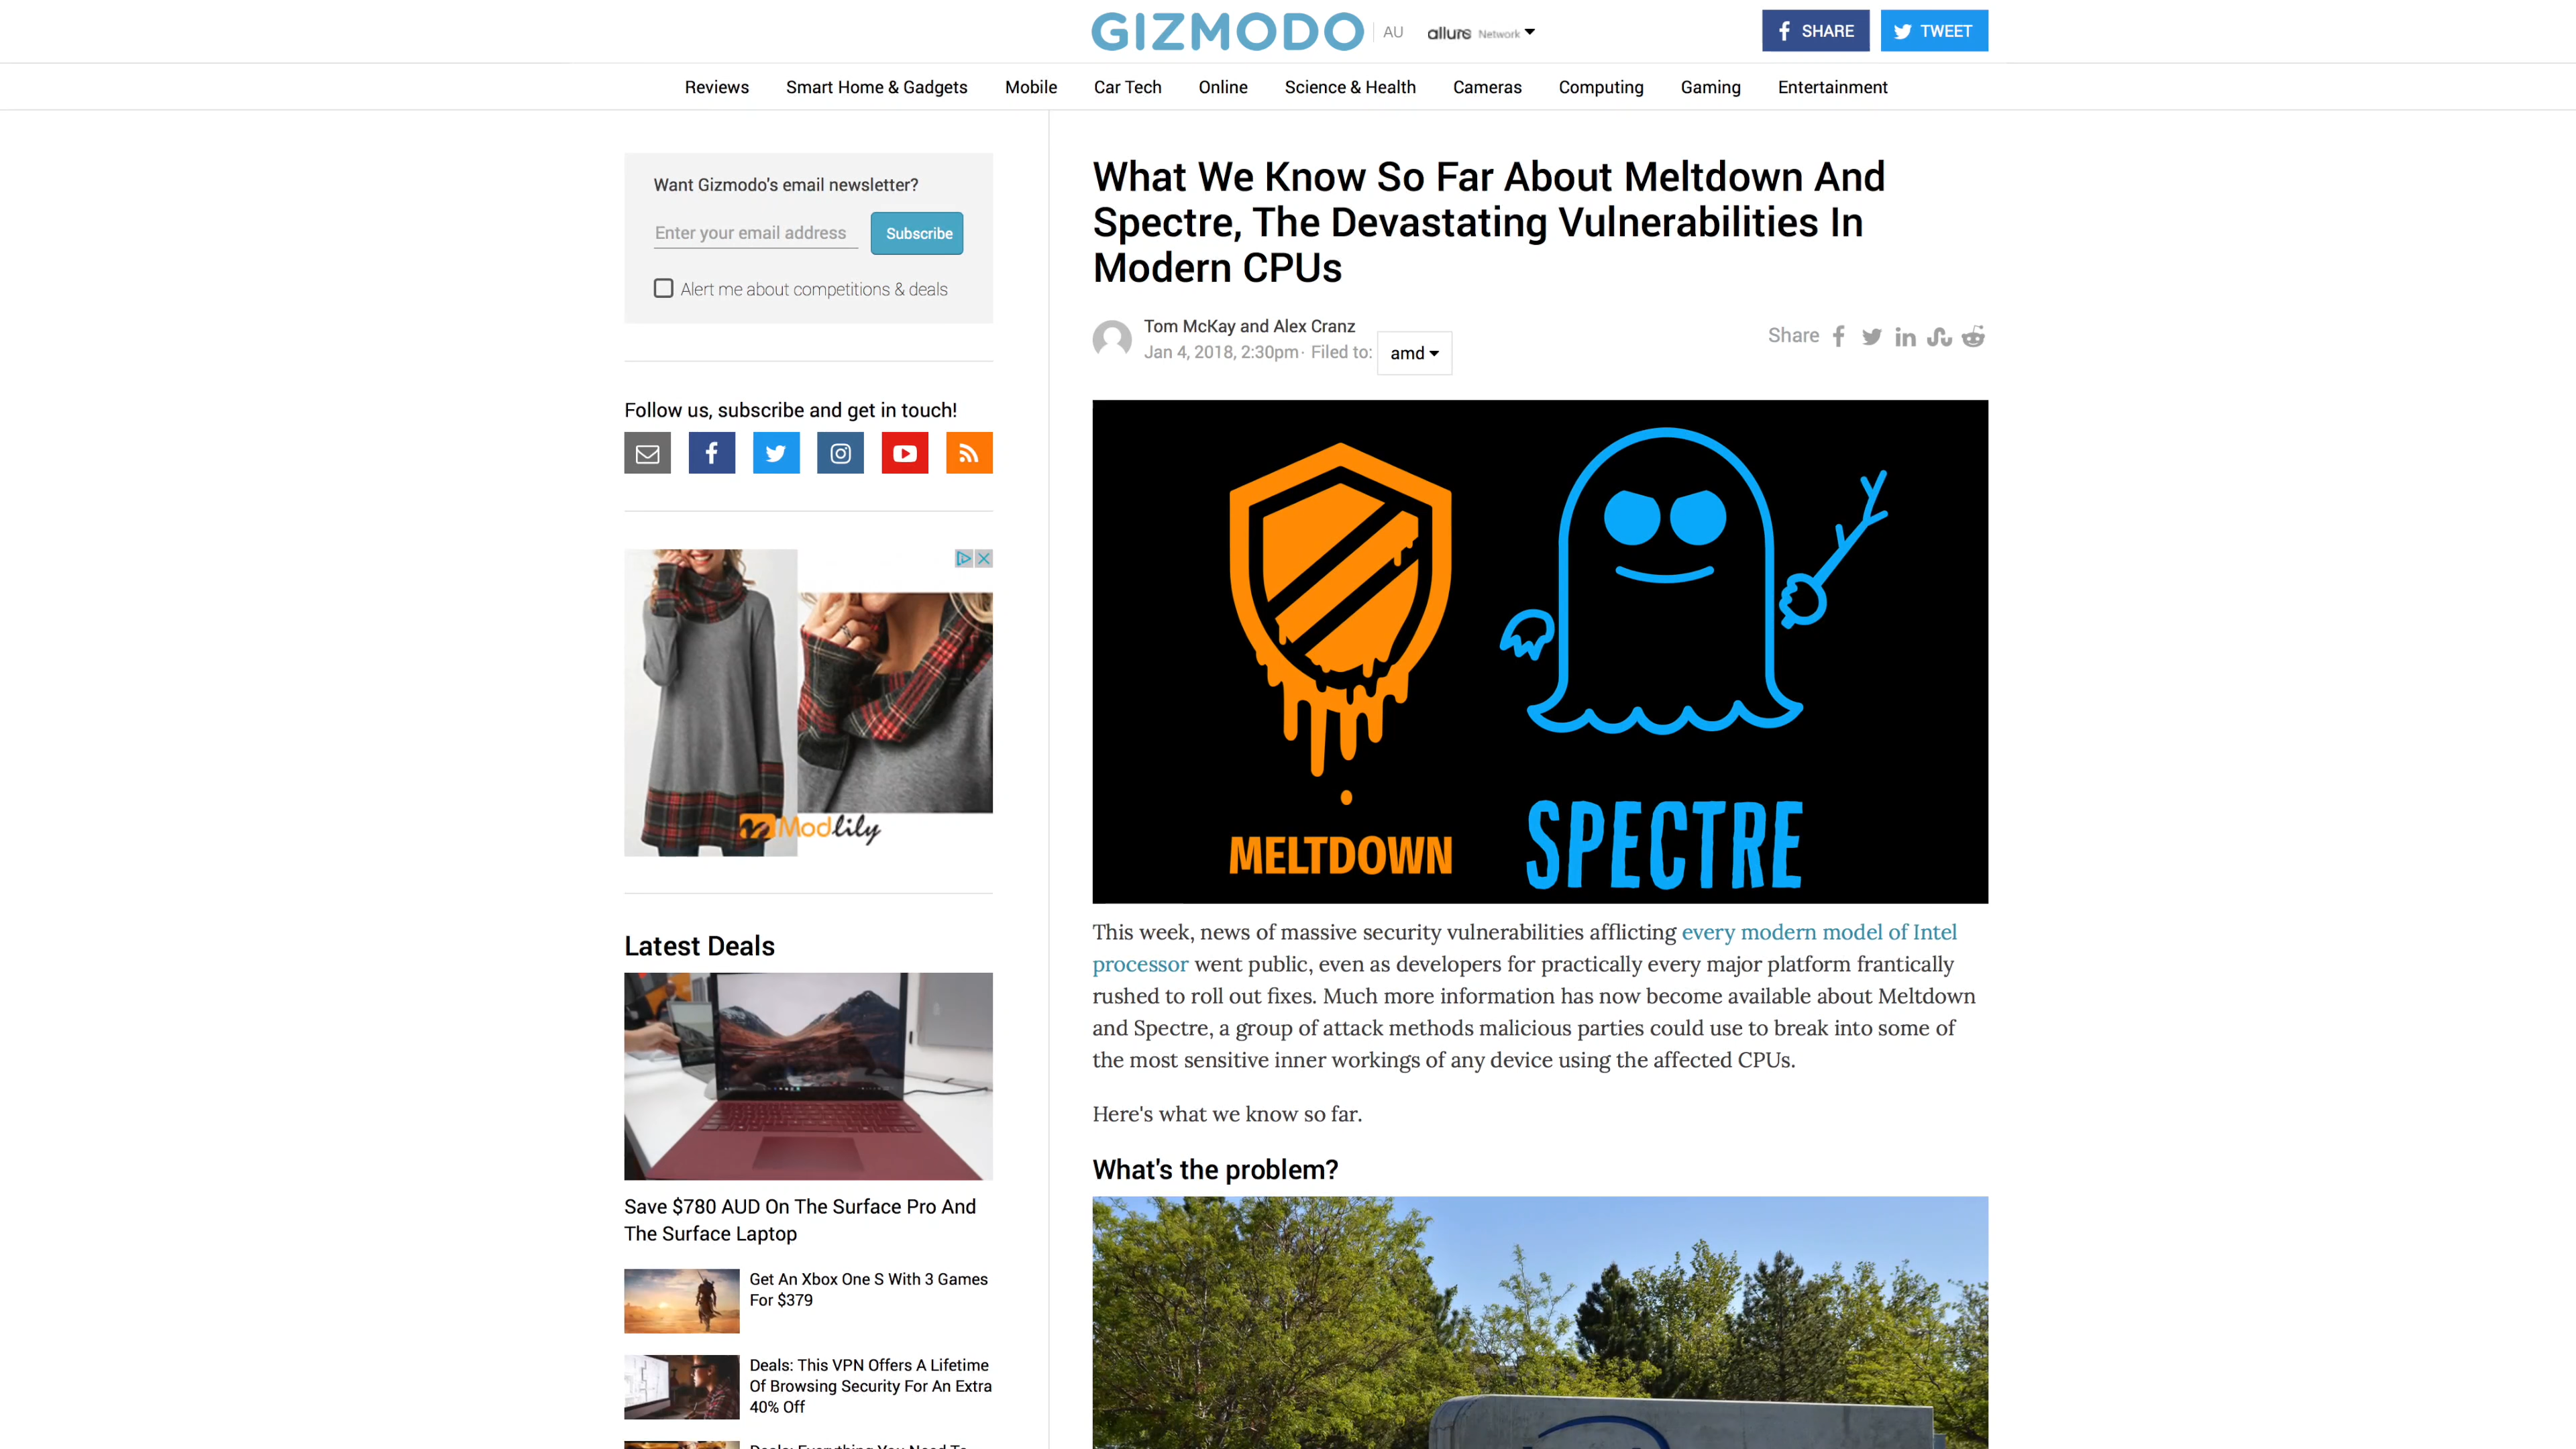 GIZMODO AU allure Network
SHARE
TWEET
Reviews Smart Home & Gadgets Mobile Car Tech Online Science & Health Cameras Computing Gaming Entertainment
Want Gizmodo's email newsletter?
Enter your email address
Subscribe
Alert me about competitions & deals
Follow us, subscribe and get in touch!
Modlily
Latest Deals
Save $780 AUD On The Surface Pro And
The Surface Laptop
Get An Xbox One S With 3 Games
For $379
Deals: This VPN Offers A Lifetime
Of Browsing Security For An Extra
40% Off
Deals: Everything You Need To
What We Know So Far About Meltdown And
Spectre, The Devastating Vulnerabilities In
Modern CPUs
Tom McKay and Alex Cranz
Jan 4, 2018, 2:30pm · Filed to: amd
Share
MELTDOWN
SPECTRE
This week, news of massive security vulnerabilities afflicting every modern model of Intel
processor went public, even as developers for practically every major platform frantically
rushed to roll out fixes. Much more information has now become available about Meltdown
and Spectre, a group of attack methods malicious parties could use to break into some of
the most sensitive inner workings of any device using the affected CPUs.
Here's what we know so far.
What's the problem?